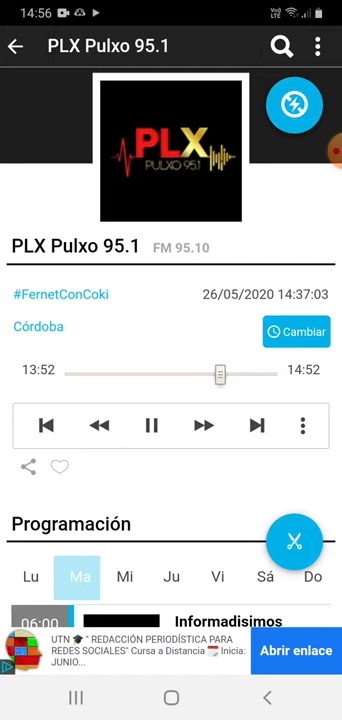 14:56
Vo)) LTE
PLX Pulxo 95.1
PLX
PULXO 95.1
PLX Pulxo 95.1 FM 95.10
#FernetConCoki 26/05/2020 14:37:03
Córdoba
Cambiar
13:52 14:52
Programación
Lu Ma Mi Ju Vi Sá Do
06:00 Informadisimos
UTN 🎓" REDACCIÓN PERIODÍSTICA PARA
REDES SOCIALES" Cursa a Distancia 📅 Inicia:
JUNIO...
Abrir enlace